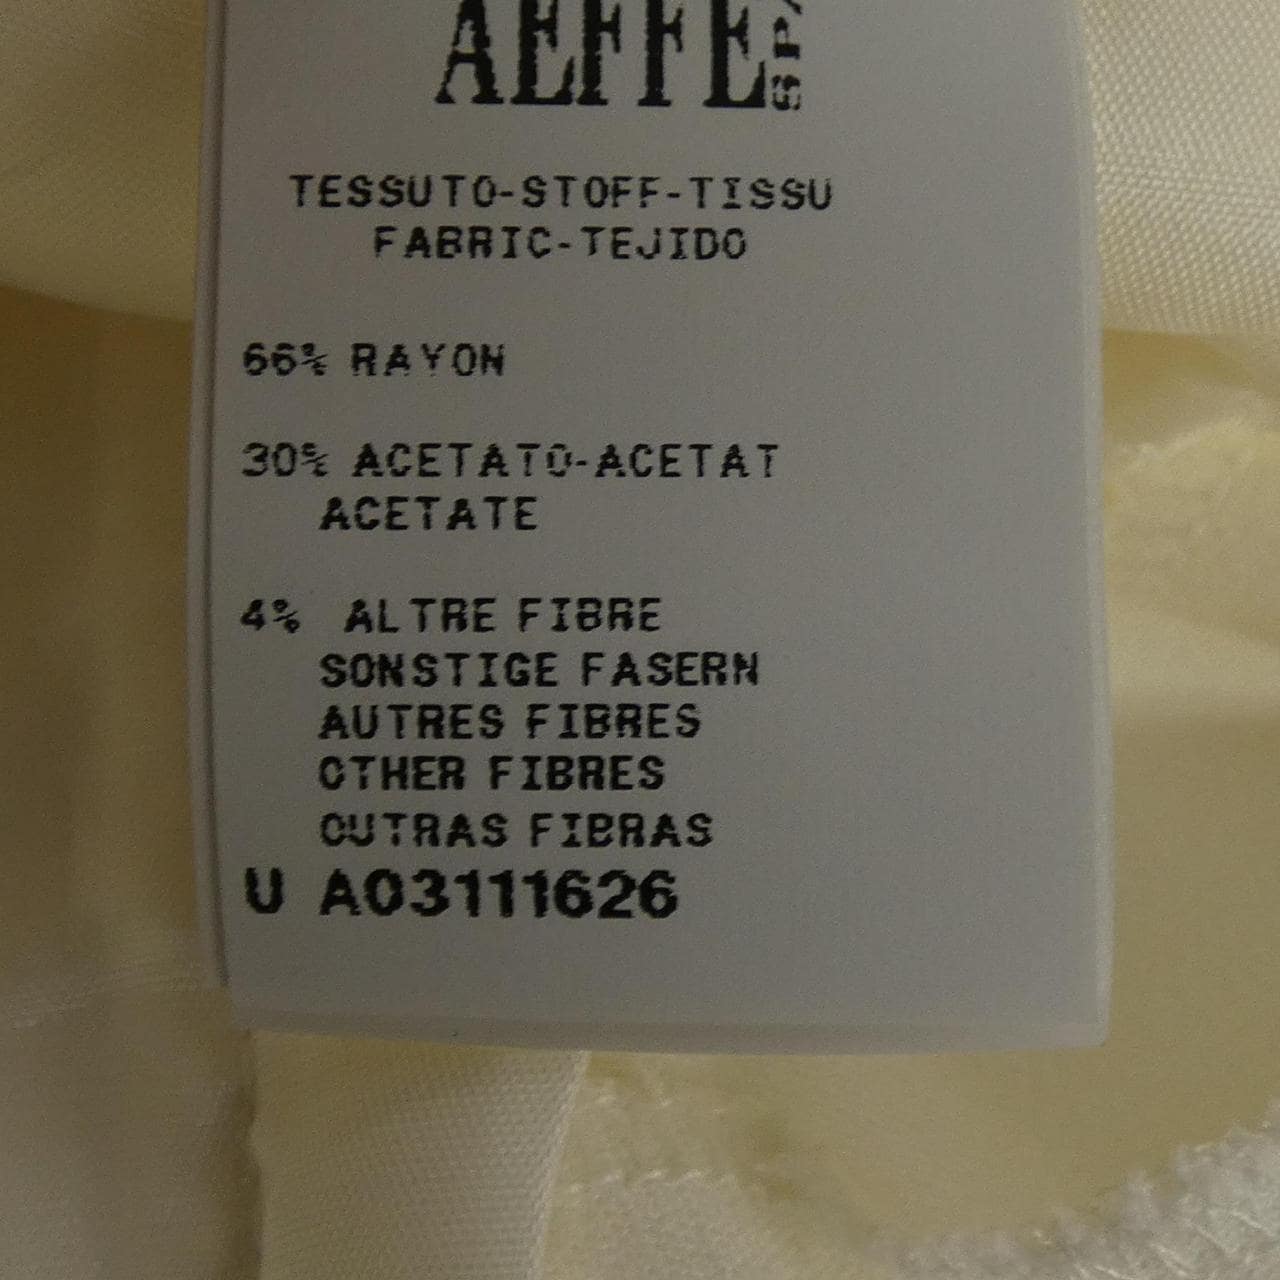 AEFFE SPA
TESSUTO-STOFF-TISSU
FABRIC-TEJIDO
66% RAYON
30% ACETATO-ACETAT
ACETATE
4% ALTRE FIBRE
SONSTIGE FASERN
AUTRES FIBRES
OTHER FIBRES
OUTRAS FIBRAS
U A03111626